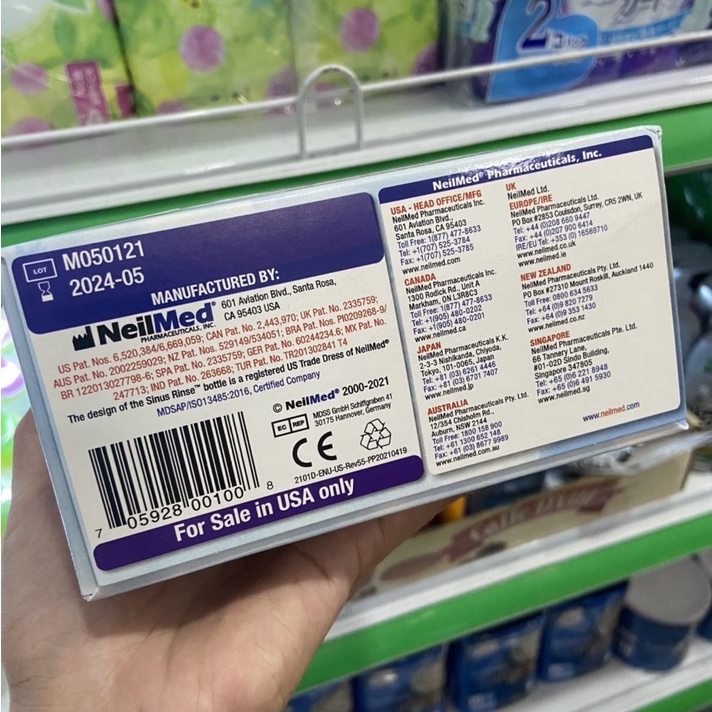 LOT M050121
2024-05
MANUFACTURED BY:
NeilMed®
PHARMACEUTICALS, INC.
601 Aviation Blvd., Santa Rosa,
CA 95403 USA
US Pat. Nos. 6,520,384/6,669,059; CAN Pat. No. 2,443,970; UK Pat. No. 2335759;
AUS Pat. No. 2002259029; NZ Pat. Nos. 529149/534051; BRA Pat. Nos. PI0209268-9/
BR 122013027798-6; SPA Pat. No. 2335759; GER Pat. No. 60244234.6; MX Pat. No.
247713; IND Pat. No. 263668; TUR Pat. No. TR201302841 T4
The design of the Sinus Rinse™ bottle is a registered US Trade Dress of NeilMed®
MDSAP/ISO13485:2016, Certified Company
© NeilMed® 2000-2021
EC REP
MDSS GmbH Schiffgraben 41
30175 Hannover, Germany
CE
2101D-ENU-US-Rev55-PP20210419
7 05928 00100 8
For Sale in USA only
NeilMed® Pharmaceuticals, Inc.
USA - HEAD OFFICE/MFG
NeilMed Pharmaceuticals Inc.
601 Aviation Blvd.,
Santa Rosa, CA 95403
Toll Free: 1(877) 477-8633
Tel: +1(707) 525-3784
Fax: +1(707) 525-3785
www.neilmed.com
CANADA
NeilMed Pharmaceuticals Inc.
1300 Rodick Rd., Unit A
Markham, ON L3R8C3
Toll Free: 1(877) 477-8633
Tel: +1(905) 480-0202
Fax: +1(905) 480-0201
www.neilmed.ca
JAPAN
NeilMed Pharmaceuticals K.K.
2-3-3 Nishikanda, Chiyoda,
Tokyo, 101-0065, Japan
Tel: +81 (03) 6261 4446
Fax: +81 (03) 6701 7407
www.neilmed.jp
AUSTRALIA
NeilMed Pharmaceuticals Pty. Ltd.
12/354 Chisholm Rd.,
Auburn, NSW 2144
Toll Free: 1800 158 900
Tel: +61 1300 652 148
Fax: +61 (03) 8677 9989
www.neilmed.com.au
UK
NeilMed Ltd.
EUROPE/IRE
NeilMed Pharmaceuticals Ltd.
PO Box #2853 Coulsdon, Surrey, CR5 2WN, UK
Tel: +44 (0)208 660 9447
Fax: +44 (0)207 900 6414
IRE/EU Tel: +353 (0) 16569710
www.neilmed.co.uk
www.neilmed.ie
NEW ZEALAND
NeilMed Pharmaceuticals Pty. Ltd.
PO Box #27310 Mount Roskill, Auckland 1440
Toll Free: 0800 634 5633
Tel: +64 (0)9 820 7279
Fax: +64 (0)9 353 1430
www.neilmed.co.nz
SINGAPORE
NeilMed Pharmaceuticals Pte. Ltd.
66 Tannery Lane,
#01-02D Sindo Building,
Singapore 347805
Tel: +65 (0)6 221 8948
Fax: +65 (0)6 491 5930
www.neilmed.sg
www.neilmed.com